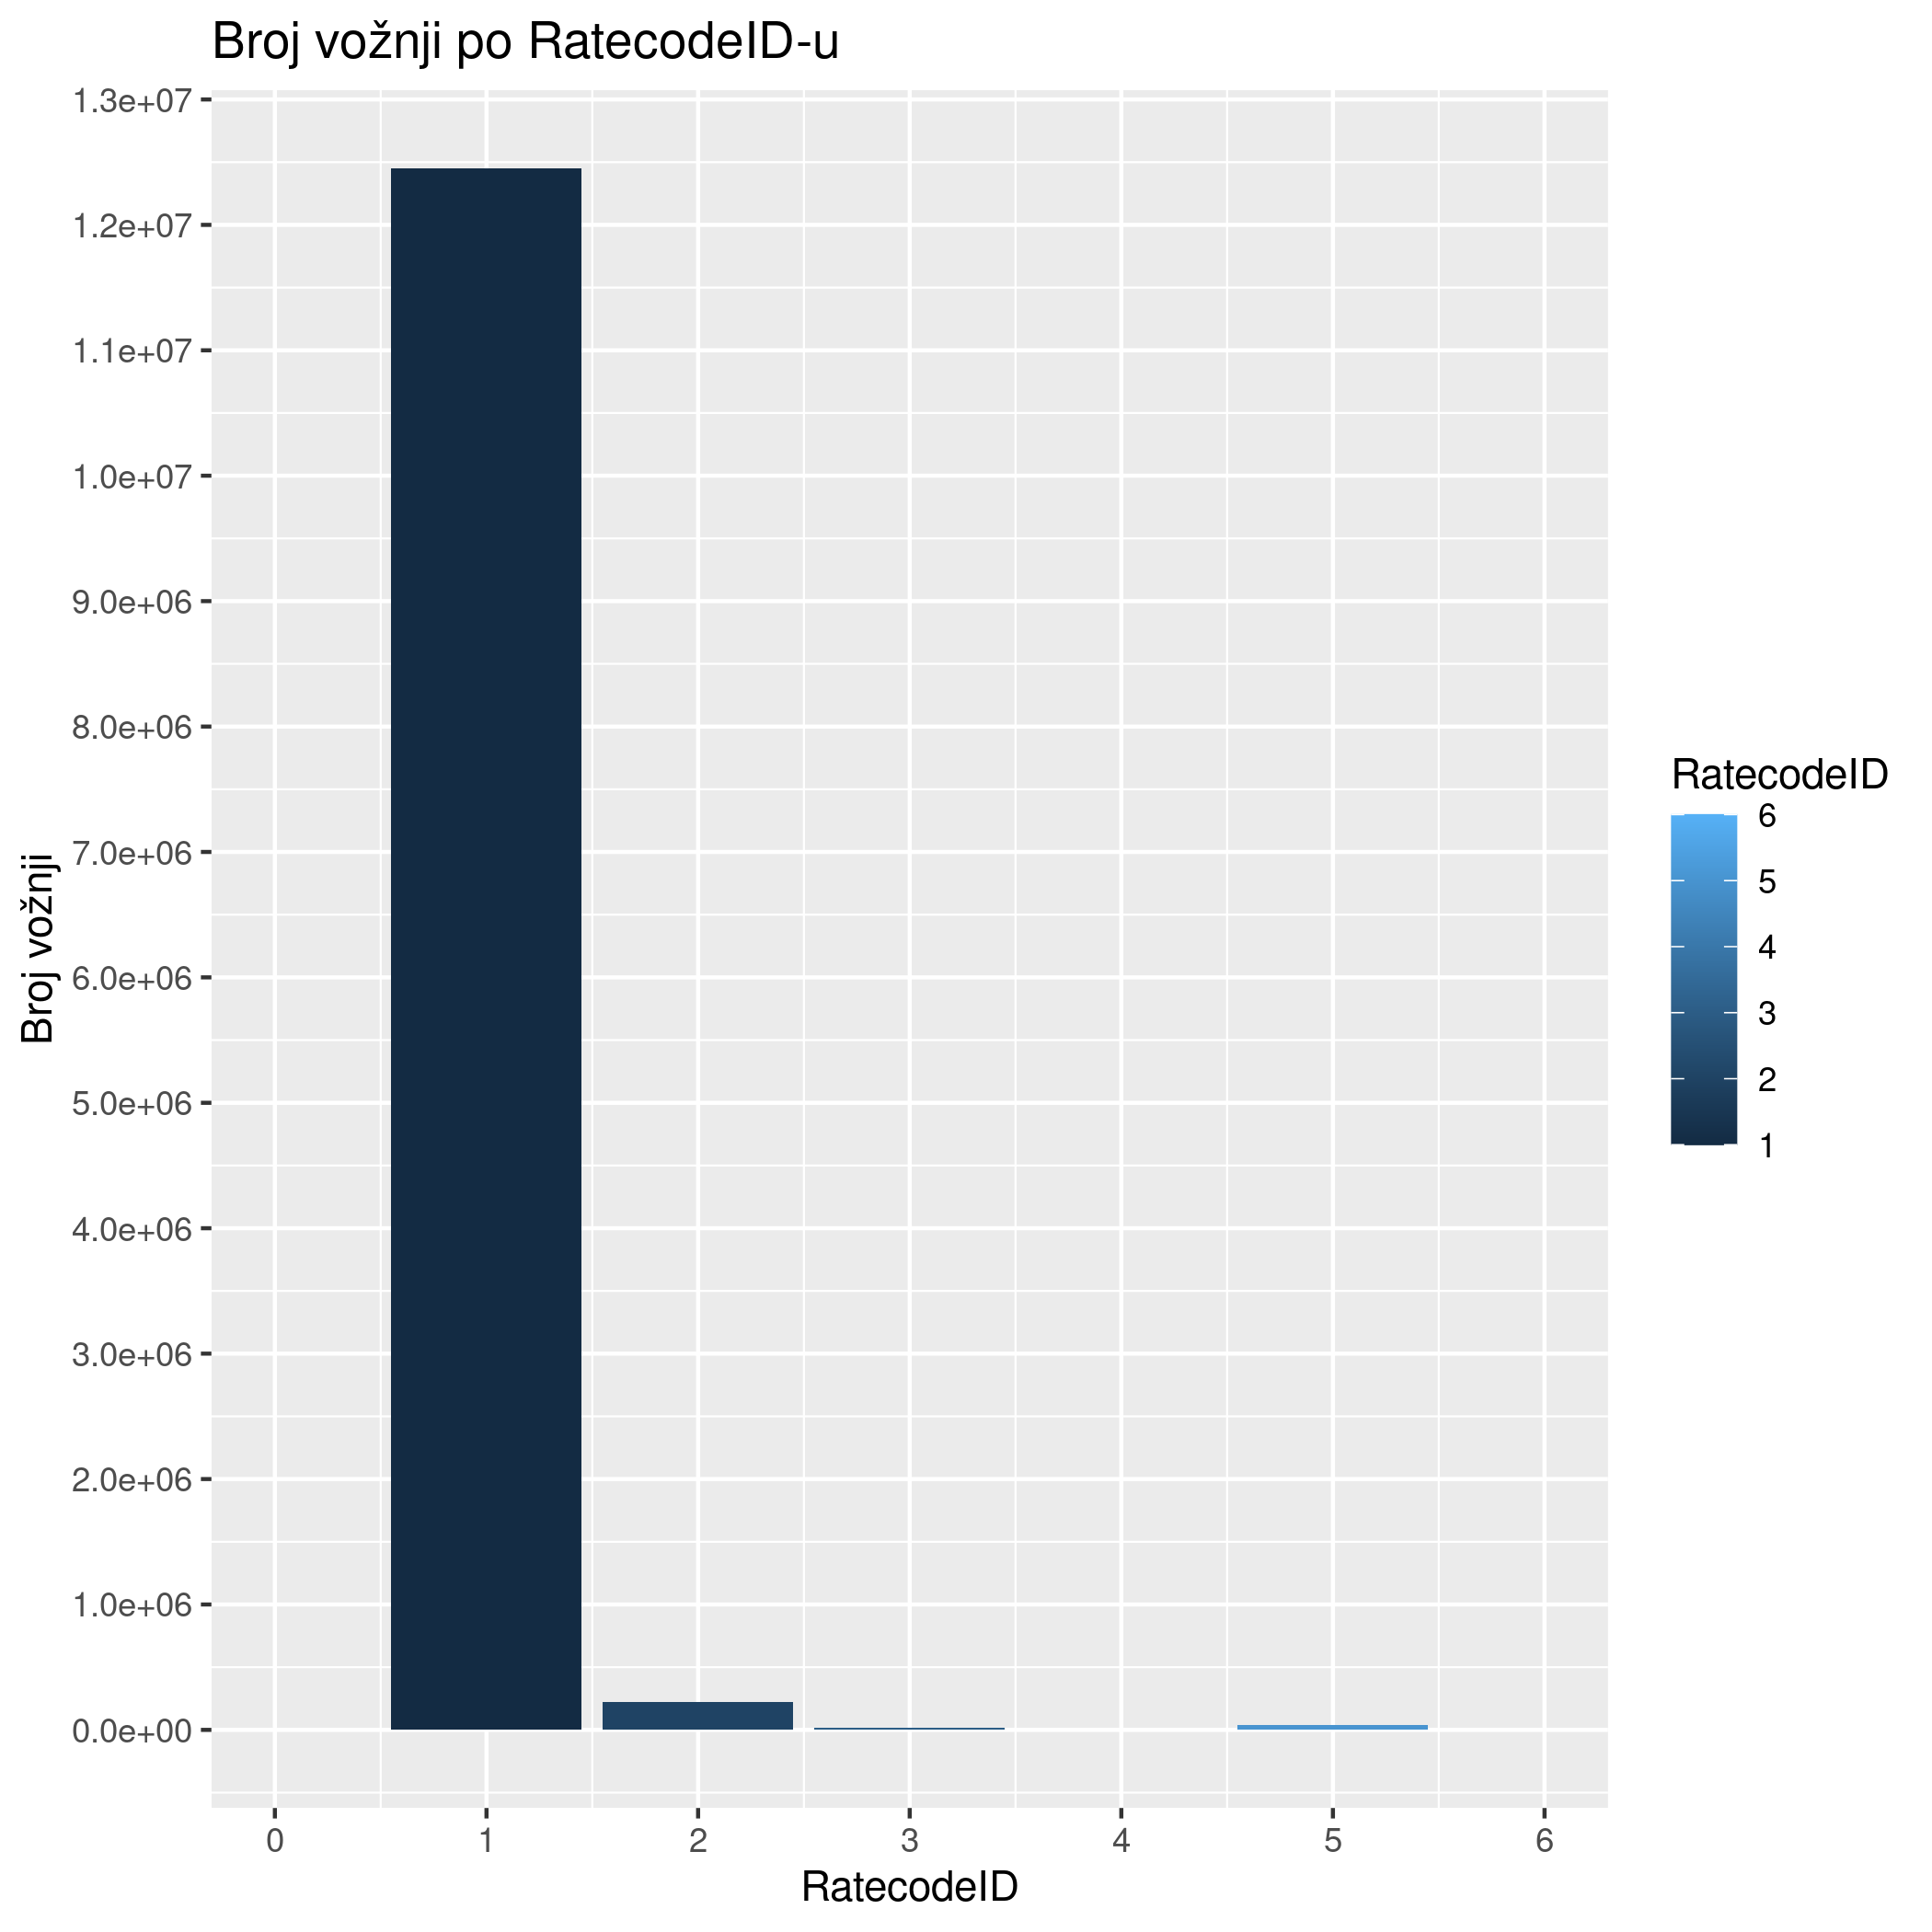 Broj vožnji po RatecodeID-u
1.3e+07
1.2e+07
1.1e+07
1.0e+07
9.0e+06
8.0e+06
7.0e+06
6.0e+06
5.0e+06
4.0e+06
3.0e+06
2.0e+06
1.0e+06
0.0e+00
Broj vožnji
0 1 2 3 4 5 6
RatecodeID
RatecodeID
6
5
4
3
2
1